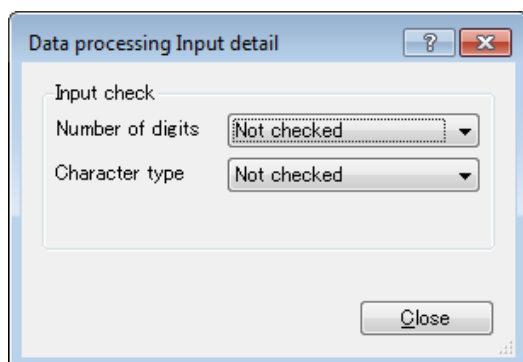 Data processing Input detail
Input check
Number of digits Not checked
Character type Not checked
Close